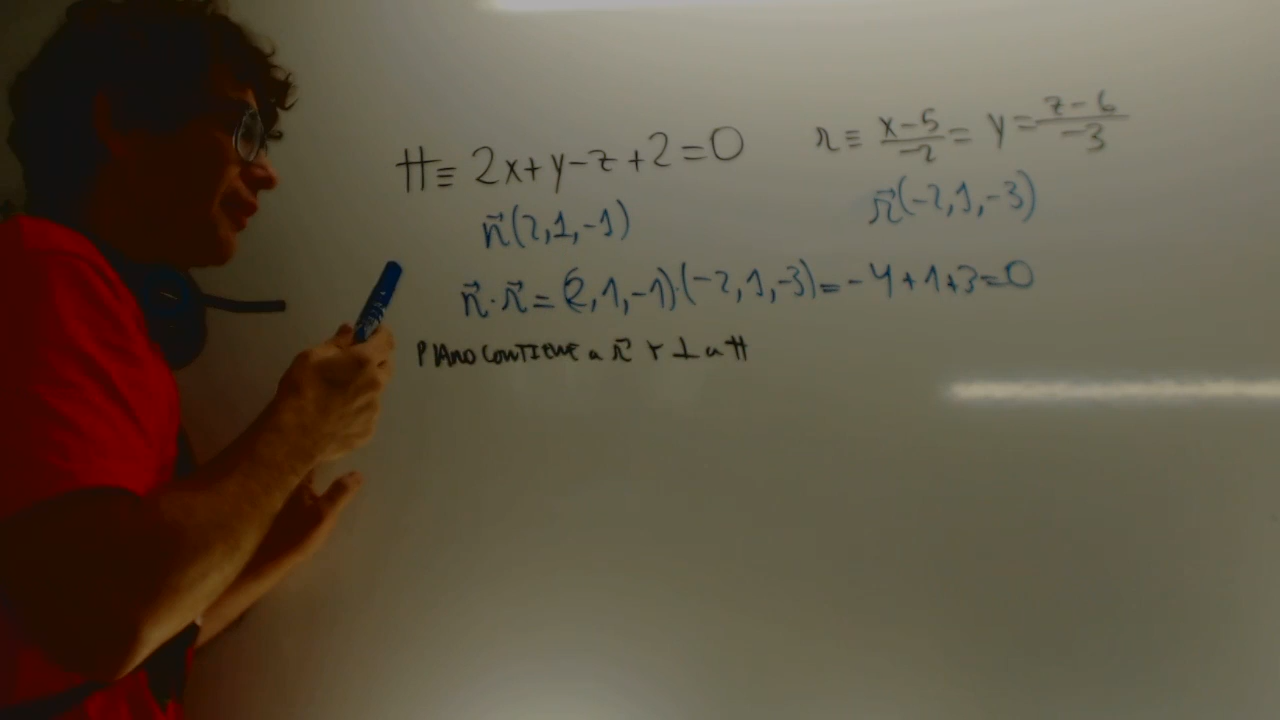 π≡ 2x+y-z+2=0
r≡ x-5/-2 = y = z-6/-3
n⃗(2,1,-1)
r⃗(-2,1,-3)
n⃗·r⃗=(2,1,-1)·(-2,1,-3)=-4+1+3=0
PLANO CONTIENE a r⃗ Y ⊥ a π